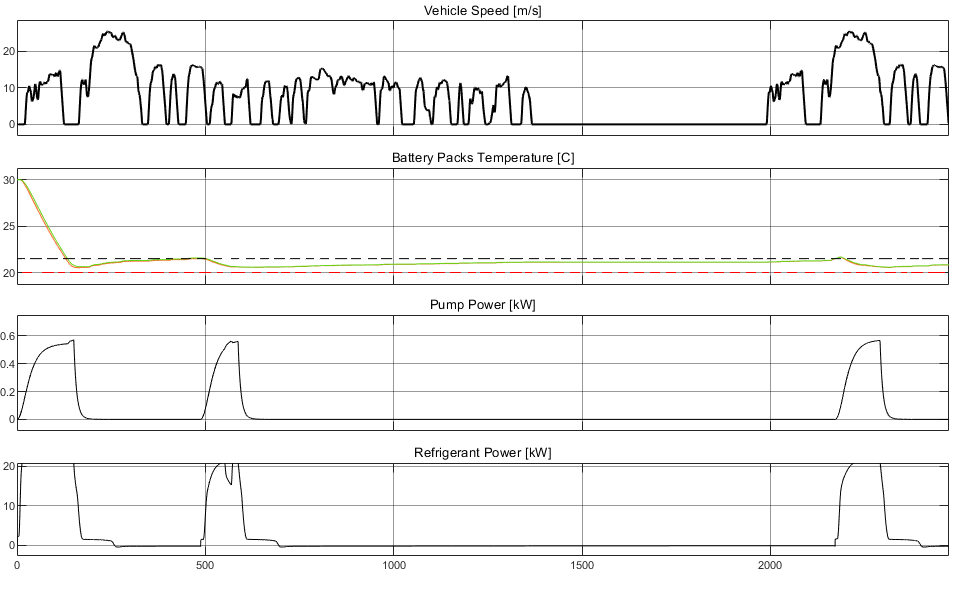 Vehicle Speed [m/s]
20
10
0
Battery Packs Temperature [C]
30
25
20
Pump Power [kW]
0.6
0.4
0.2
0
Refrigerant Power [kW]
20
10
0
0 500 1000 1500 2000